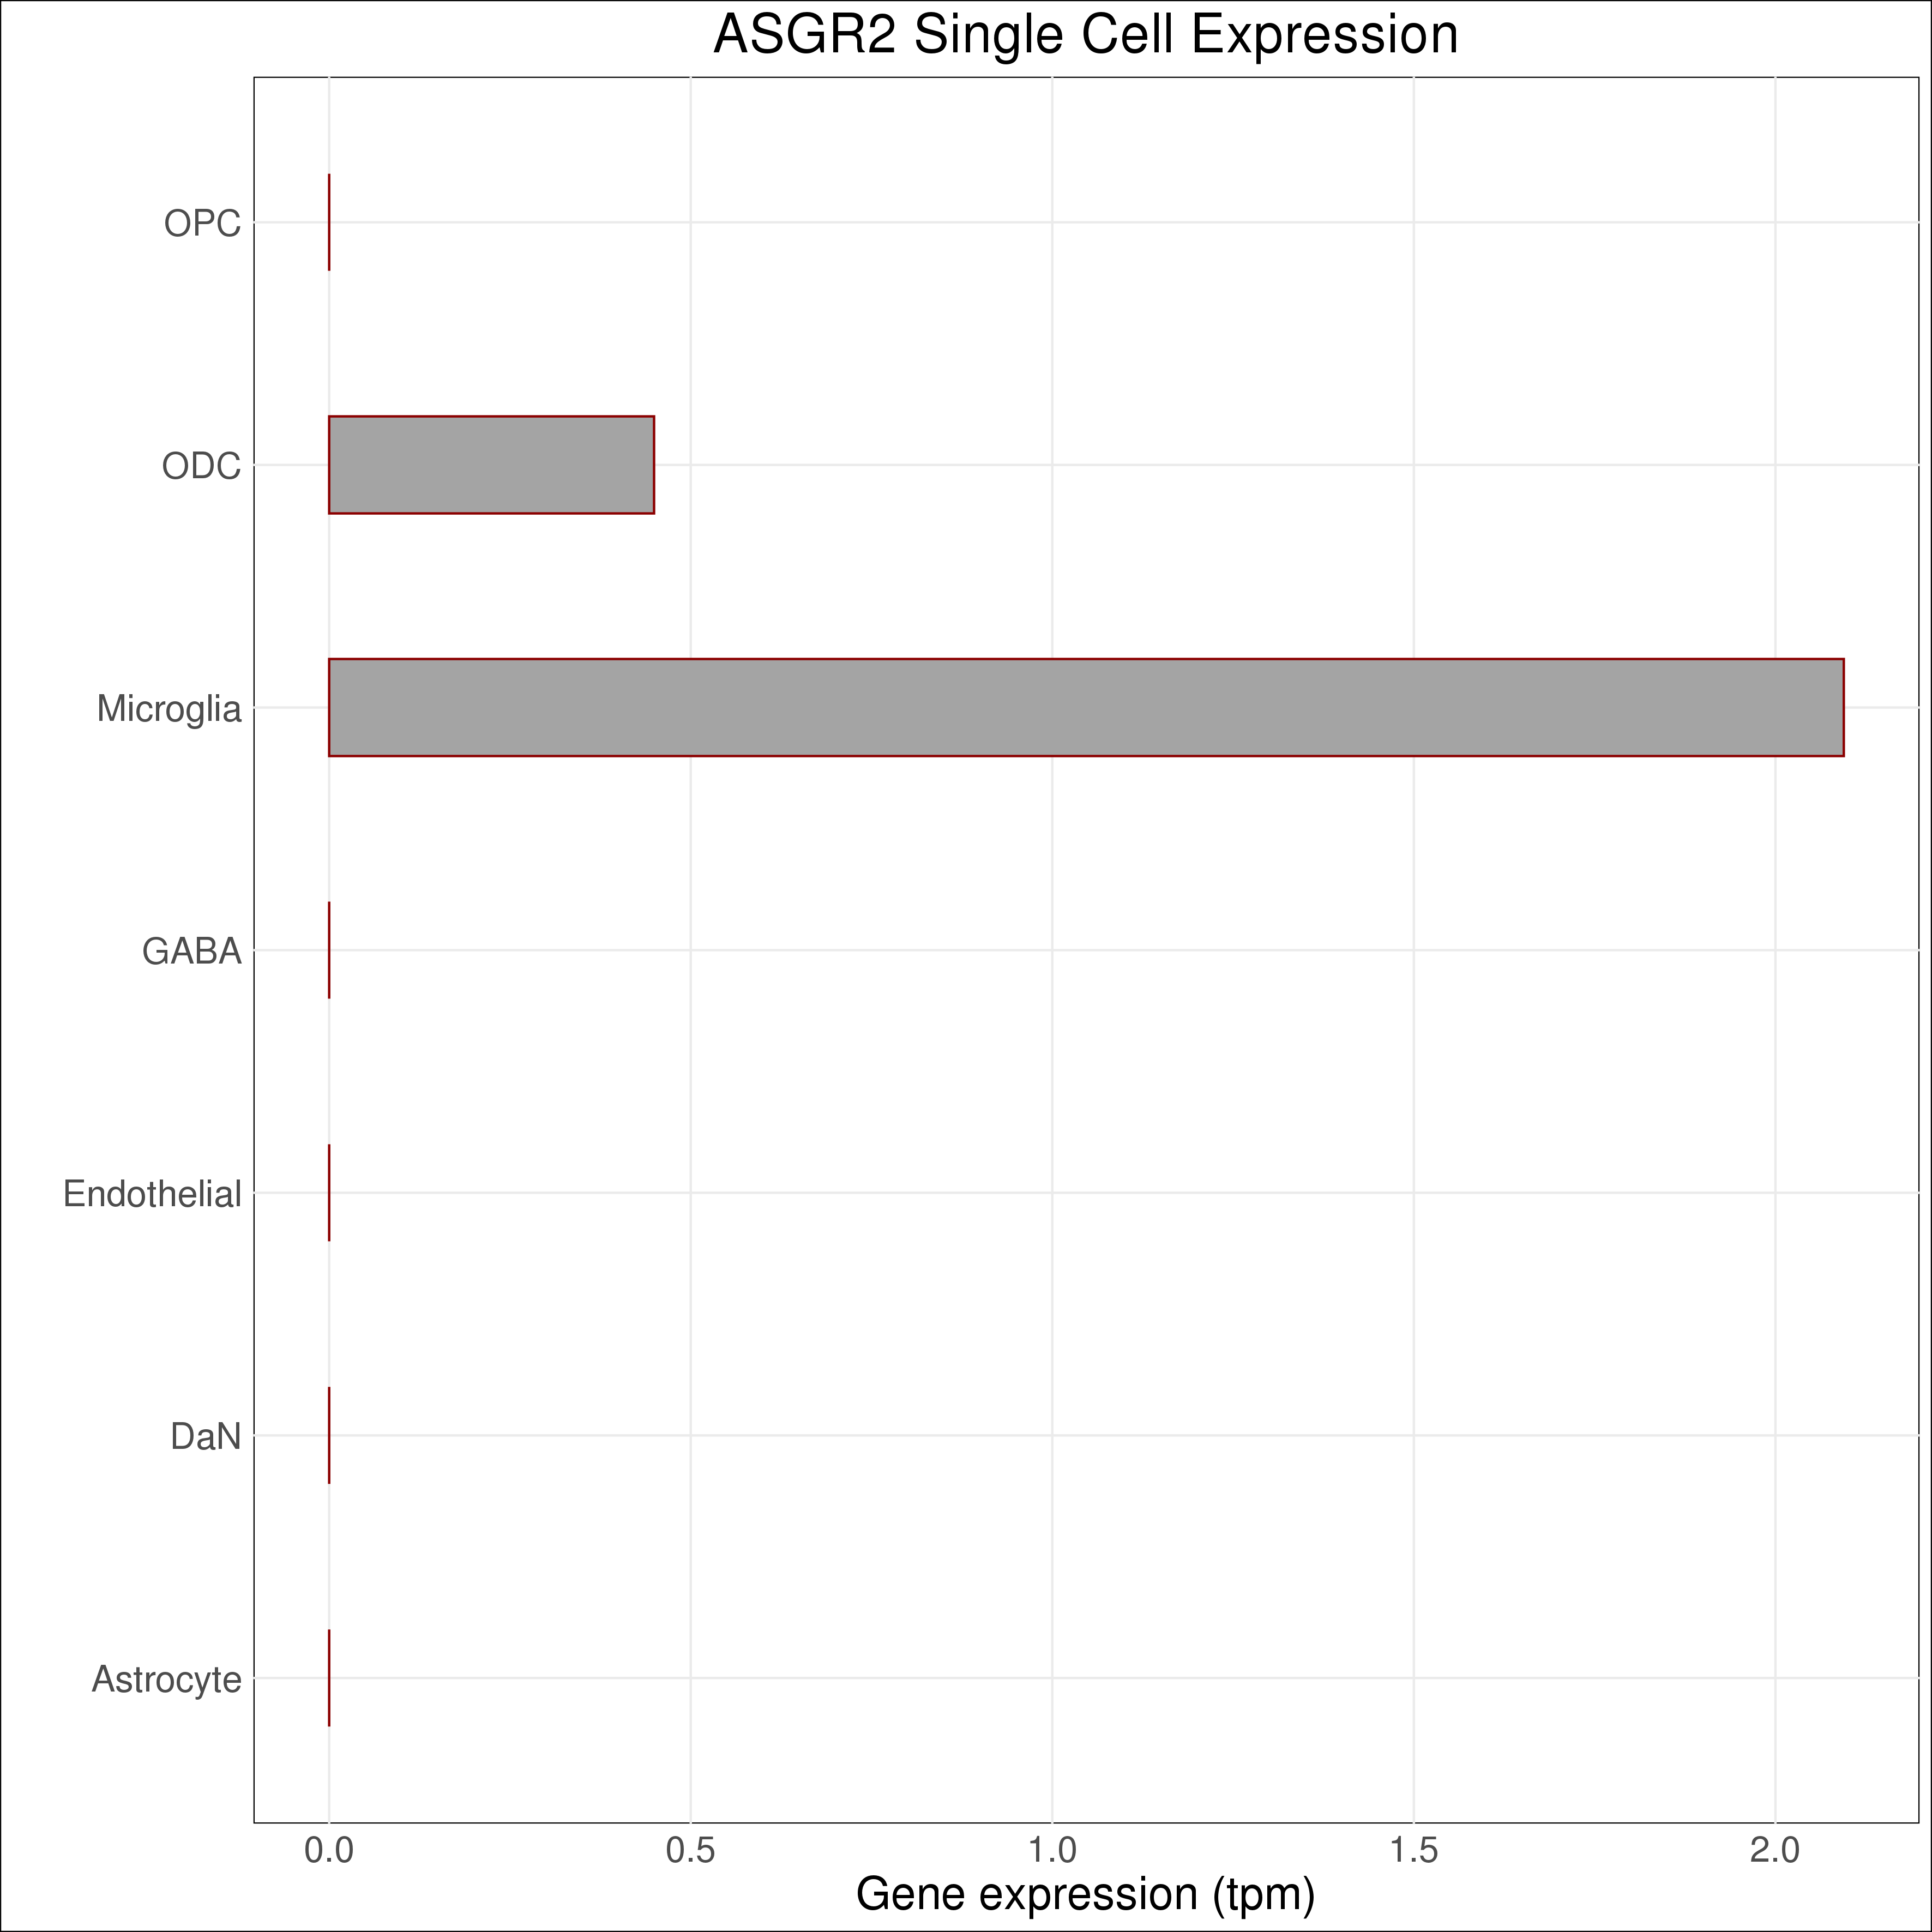 ASGR2 Single Cell Expression
OPC
ODC
Microglia
GABA
Endothelial
DaN
Astrocyte
0.0 0.5 1.0 1.5 2.0
Gene expression (tpm)